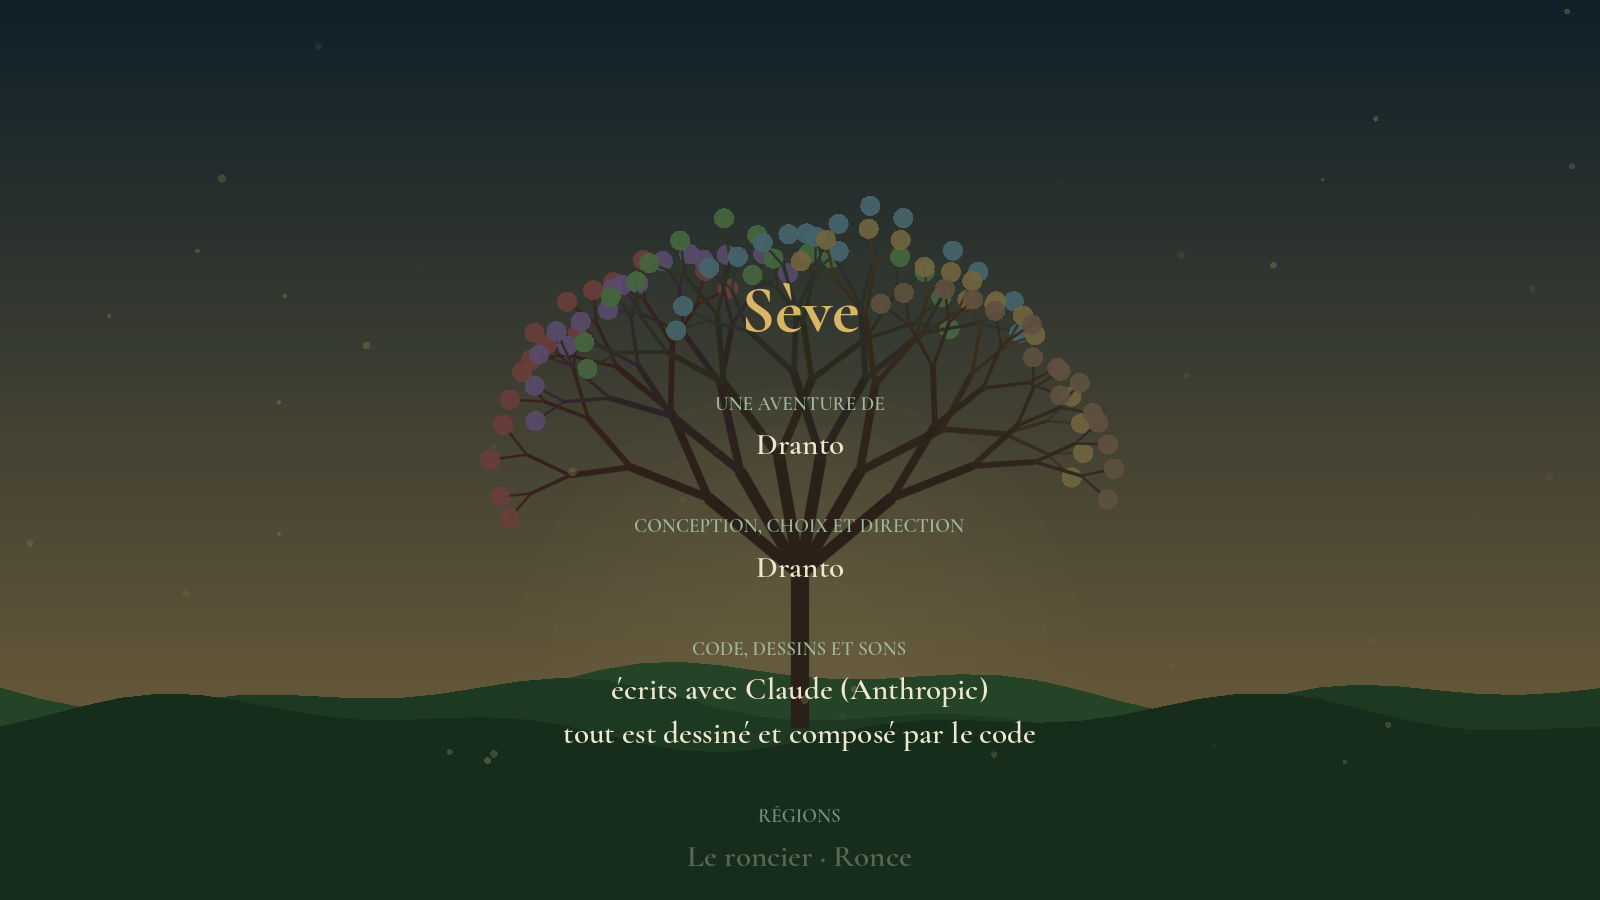 Sève
UNE AVENTURE DE
Dranto
CONCEPTION, CHOIX ET DIRECTION
Dranto
CODE, DESSINS ET SONS
écrits avec Claude (Anthropic)
tout est dessiné et composé par le code
RÉGIONS
Le roncier · Ronce